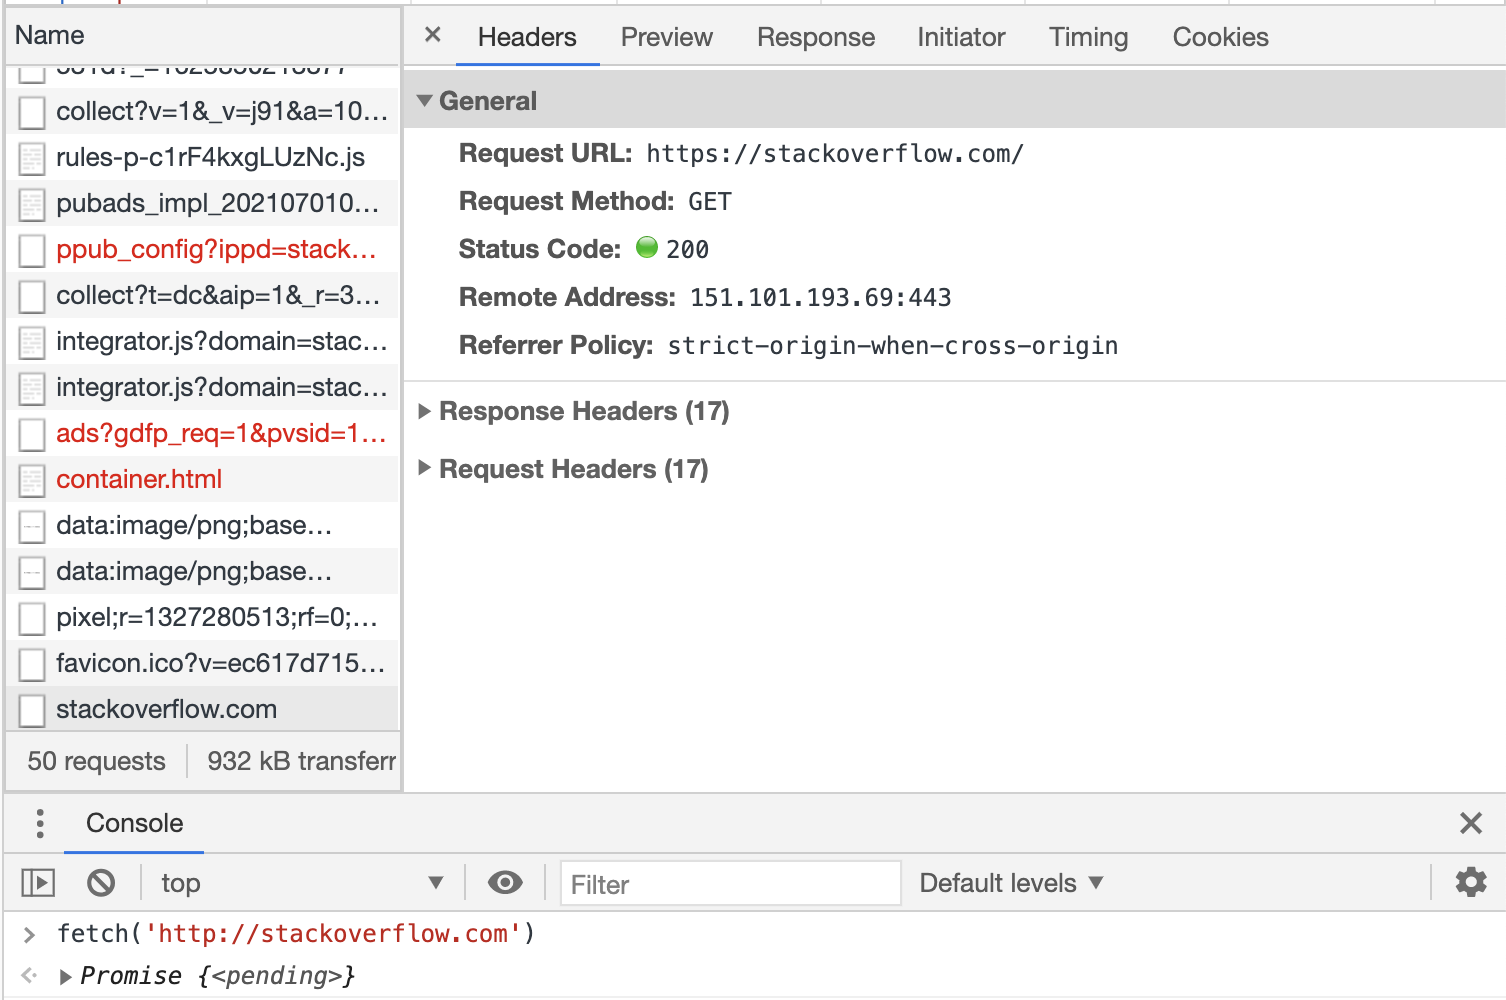 Name
Headers Preview Response Initiator Timing Cookies
collect?v=1&_v=j91&a=10…
rules-p-c1rF4kxgLUzNc.js
pubads_impl_202107010…
ppub_config?ippd=stack…
collect?t=dc&aip=1&_r=3…
integrator.js?domain=stac…
integrator.js?domain=stac…
ads?gdfp_req=1&pvsid=1…
container.html
data:image/png;base…
data:image/png;base…
pixel;r=1327280513;rf=0;…
favicon.ico?v=ec617d715…
stackoverflow.com
50 requests 932 kB transferr
General
Request URL: https://stackoverflow.com/
Request Method: GET
Status Code: 200
Remote Address: 151.101.193.69:443
Referrer Policy: strict-origin-when-cross-origin
Response Headers (17)
Request Headers (17)
Console
top Filter Default levels
fetch('http://stackoverflow.com')
Promise {<pending>}